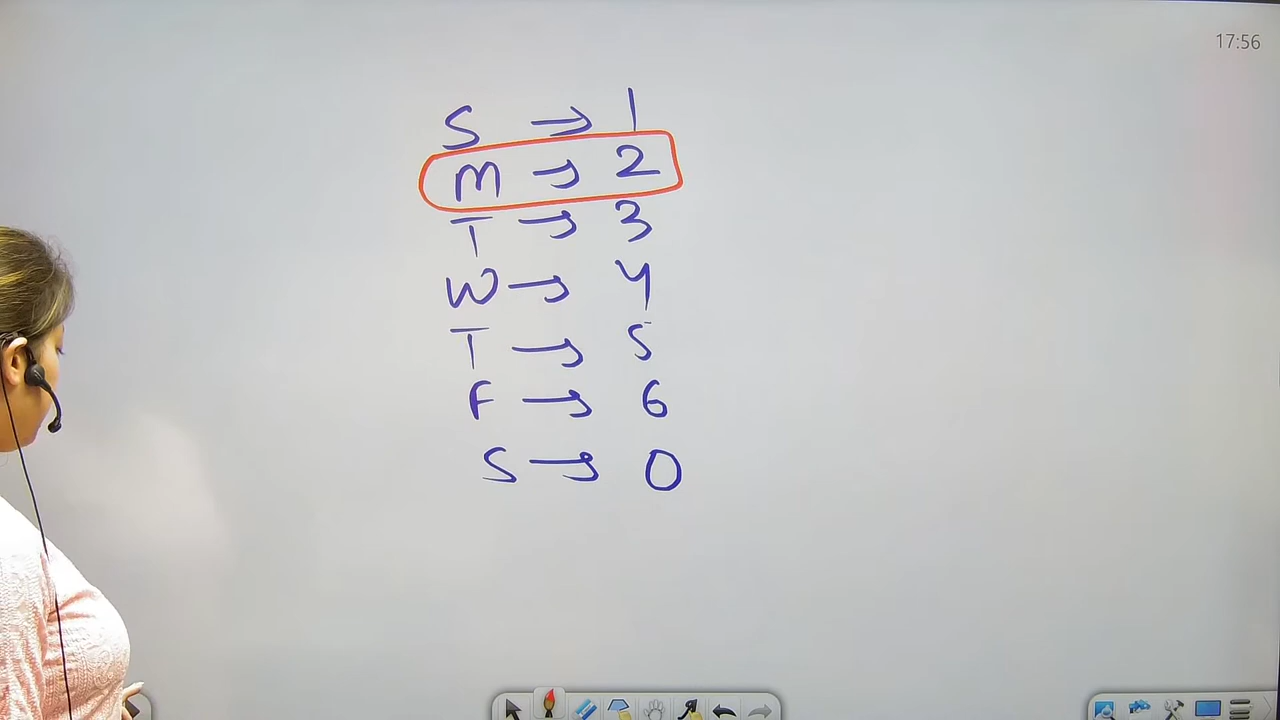 17:56
S → 1
M → 2
T → 3
W → 4
T → 5
F → 6
S → 0